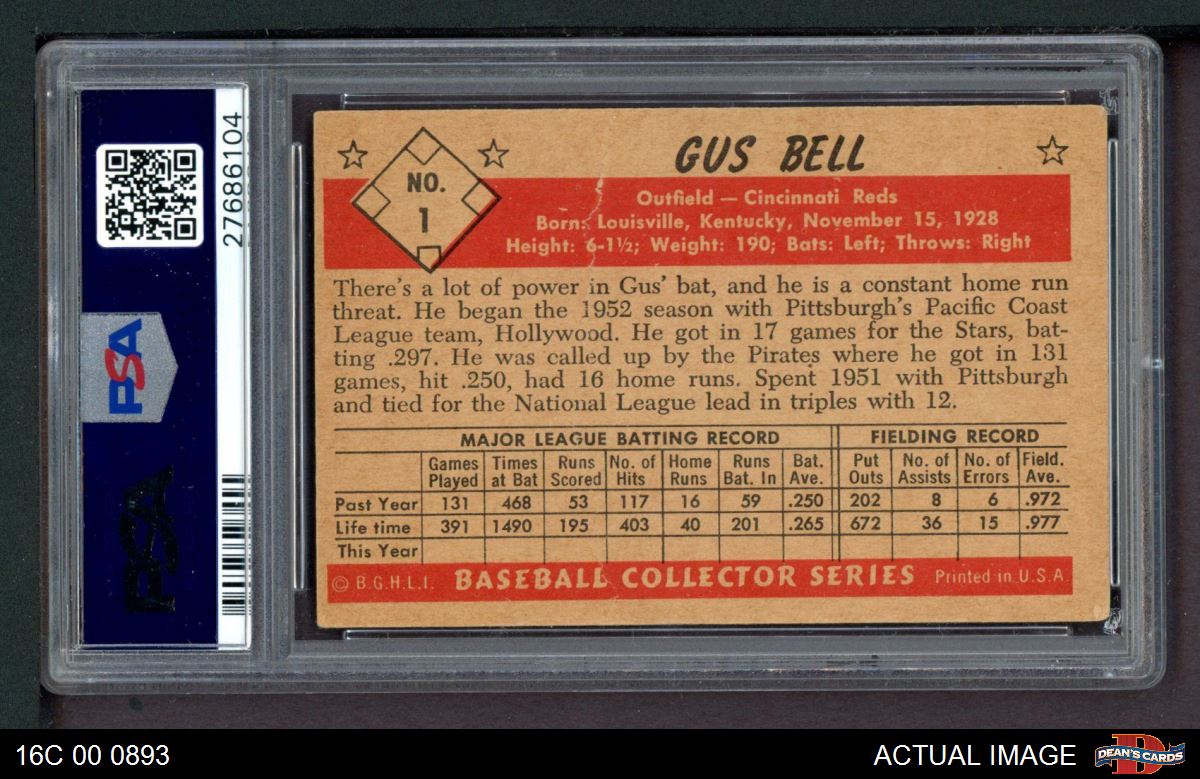 27686104
PSA
PSA
GUS BELL
NO.
1
Outfield — Cincinnati Reds
Born: Louisville, Kentucky, November 15, 1928
Height: 6-1½; Weight: 190; Bats: Left; Throws: Right
There's a lot of power in Gus' bat, and he is a constant home run
threat. He began the 1952 season with Pittsburgh's Pacific Coast
League team, Hollywood. He got in 17 games for the Stars, bat-
ting .297. He was called up by the Pirates where he got in 131
games, hit .250, had 16 home runs. Spent 1951 with Pittsburgh
and tied for the National League lead in triples with 12.
MAJOR LEAGUE BATTING RECORD FIELDING RECORD
Games Times Runs No. of Home Runs Bat. Put No. of No. of Field.
Played at Bat Scored Hits Runs Bat. In Ave. Outs Assists Errors Ave.
Past Year 131 468 53 117 16 59 .250 202 8 6 .972
Life time 391 1490 195 403 40 201 .265 672 36 15 .977
This Year
© B.G.H.L.I. BASEBALL COLLECTOR SERIES Printed in U.S.A.
16C 00 0893 ACTUAL IMAGE DEAN'S CARDS